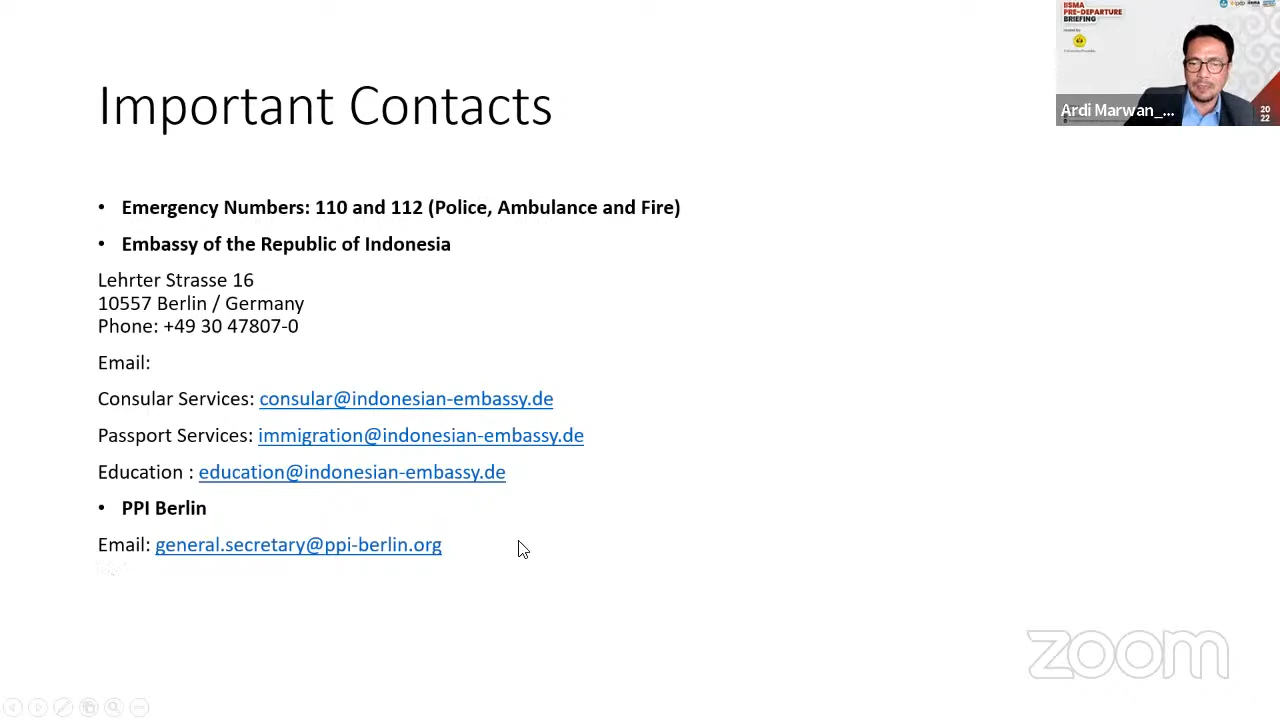 IISMA
PRE-DEPARTURE
BRIEFING
Important Contacts
Ardi Marwan_...
20
22
• Emergency Numbers: 110 and 112 (Police, Ambulance and Fire)
• Embassy of the Republic of Indonesia
Lehrter Strasse 16
10557 Berlin / Germany
Phone: +49 30 47807-0
Email:
Consular Services: consular@indonesian-embassy.de
Passport Services: immigration@indonesian-embassy.de
Education : education@indonesian-embassy.de
• PPI Berlin
Email: general.secretary@ppi-berlin.org
zoom